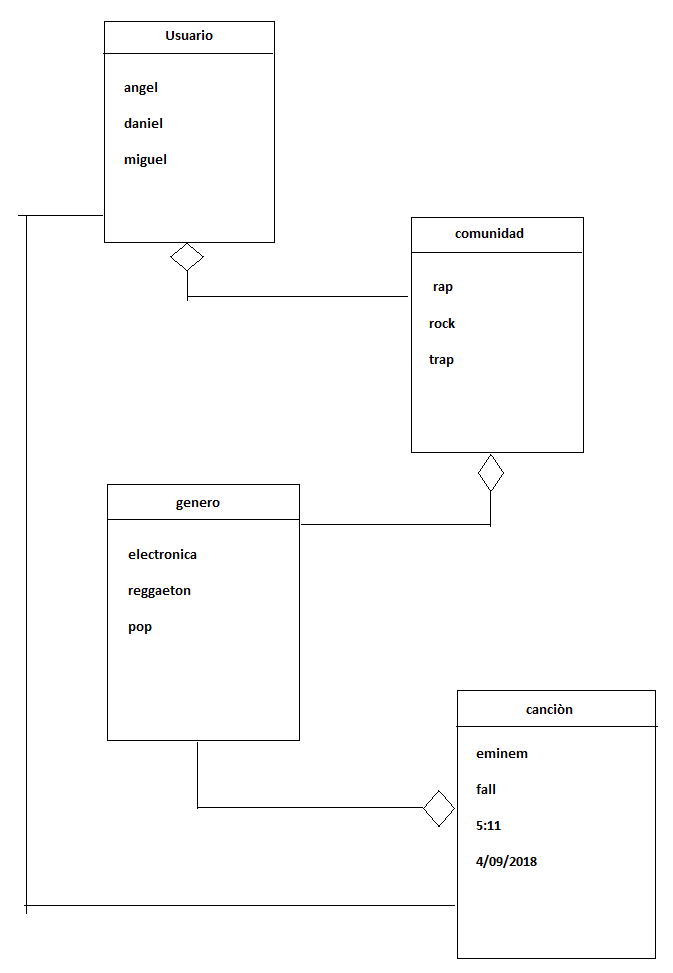 Usuario
angel
daniel
miguel
comunidad
rap
rock
trap
genero
electronica
reggaeton
pop
canciòn
eminem
fall
5:11
4/09/2018